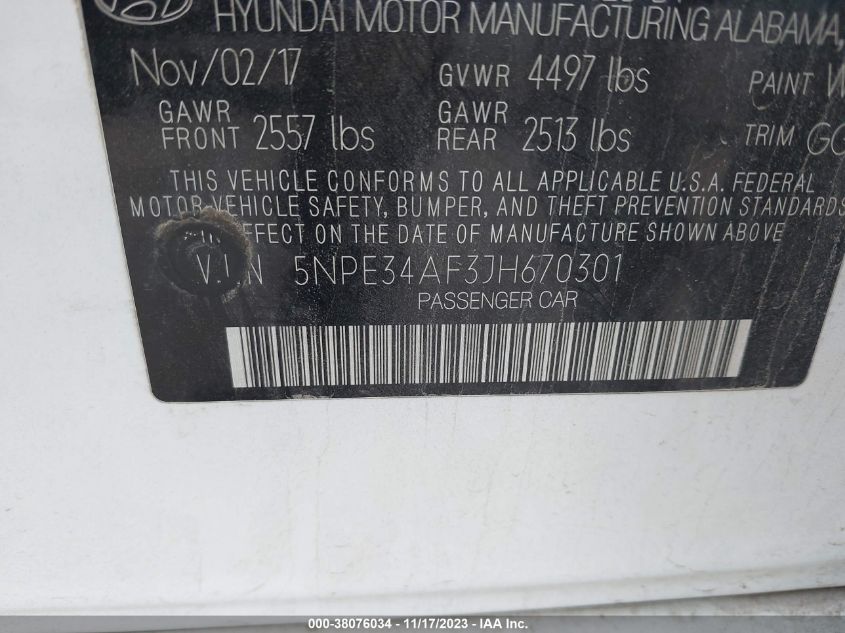 HYUNDAI MOTOR MANUFACTURING ALABAMA,
Nov/02/17 GVWR 4497 lbs PAINT W
GAWR FRONT 2557 lbs GAWR REAR 2513 lbs TRIM GC
THIS VEHICLE CONFORMS TO ALL APPLICABLE U.S.A. FEDERAL
MOTOR VEHICLE SAFETY, BUMPER, AND THEFT PREVENTION STANDARDS
IN EFFECT ON THE DATE OF MANUFACTURE SHOWN ABOVE
V.I.N 5NPE34AF3JH670301
PASSENGER CAR
000-38076034 - 11/17/2023 - © IAA, Inc.